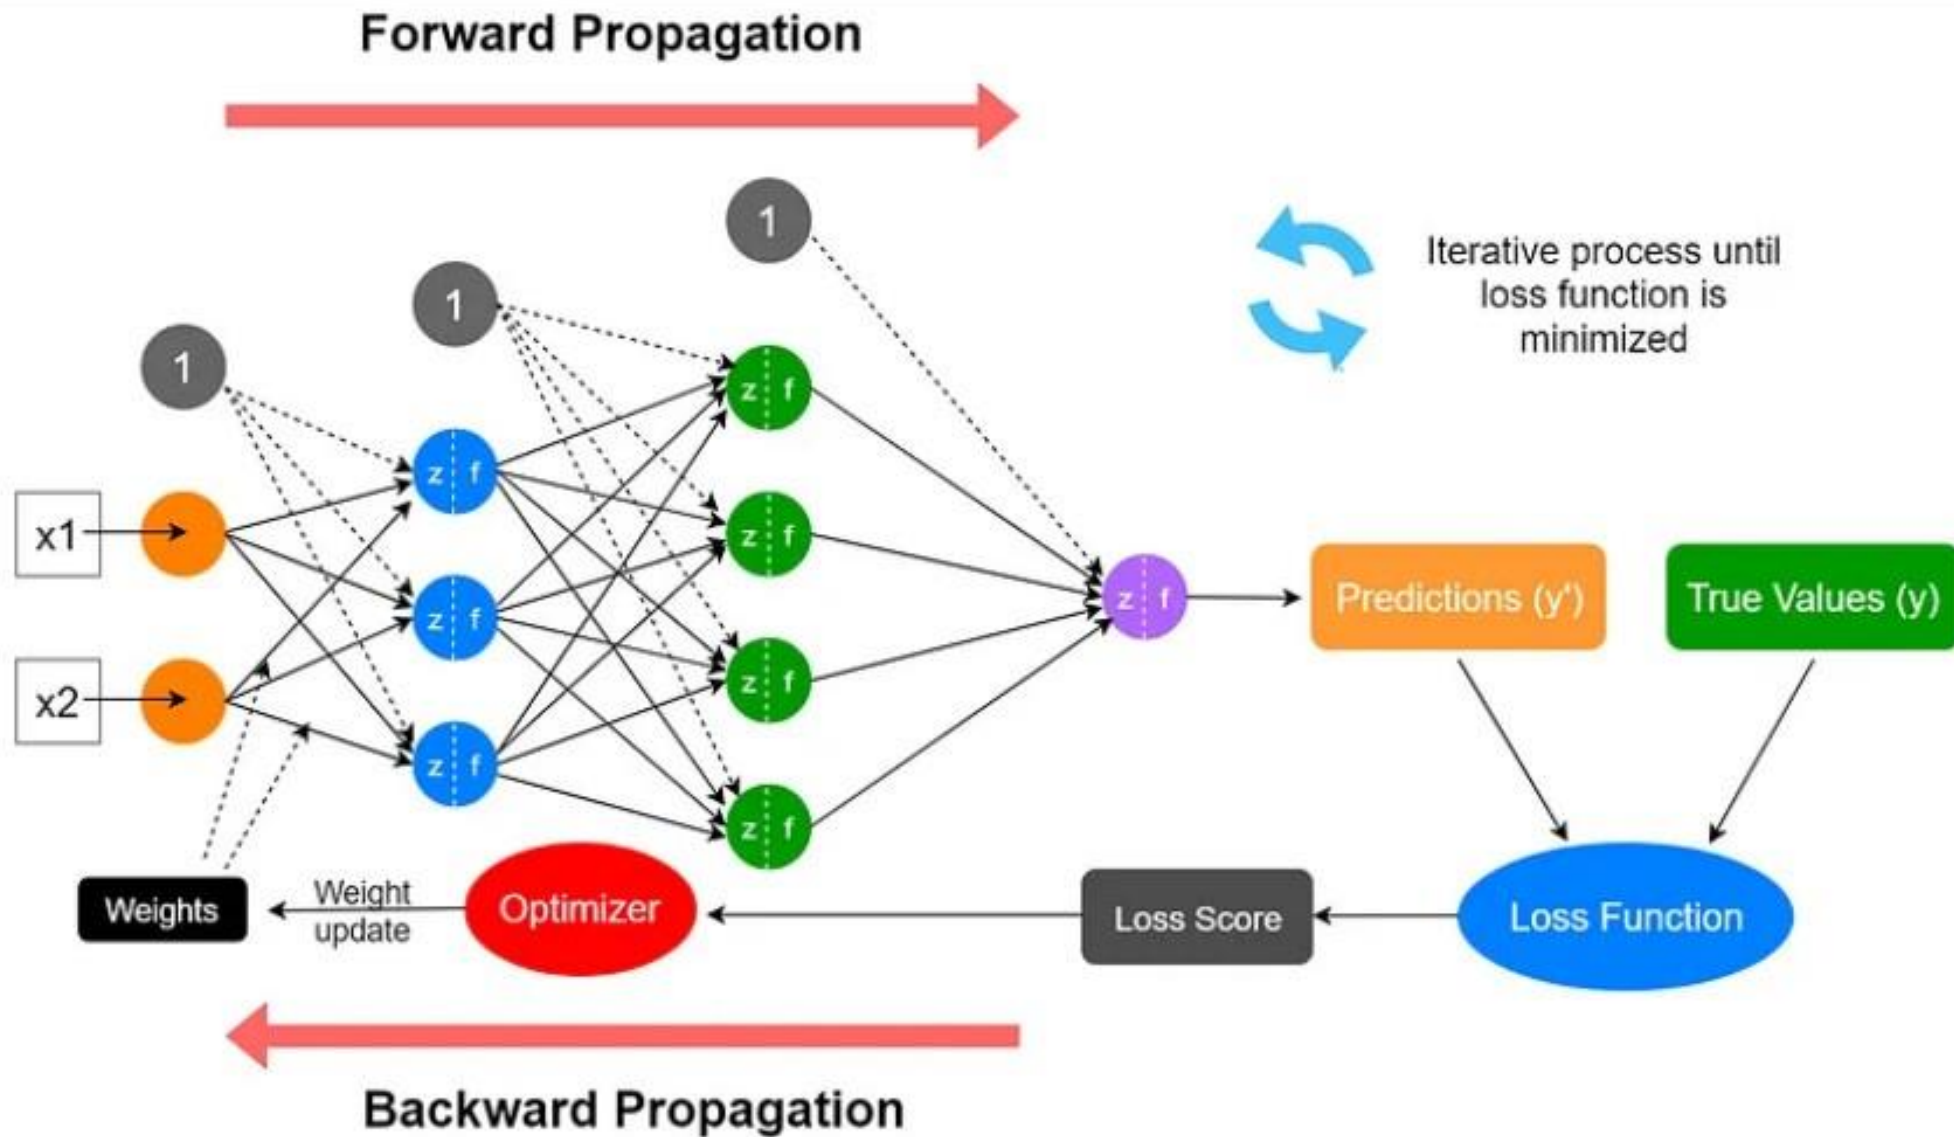 Forward Propagation
1
1
1
Iterative process until
loss function is
minimized
z f
z f
z f
x1
z f
z f
z f
Predictions (y')
True Values (y)
x2
z f
z f
Weights
Weight
update
Optimizer
Loss Score
Loss Function
Backward Propagation